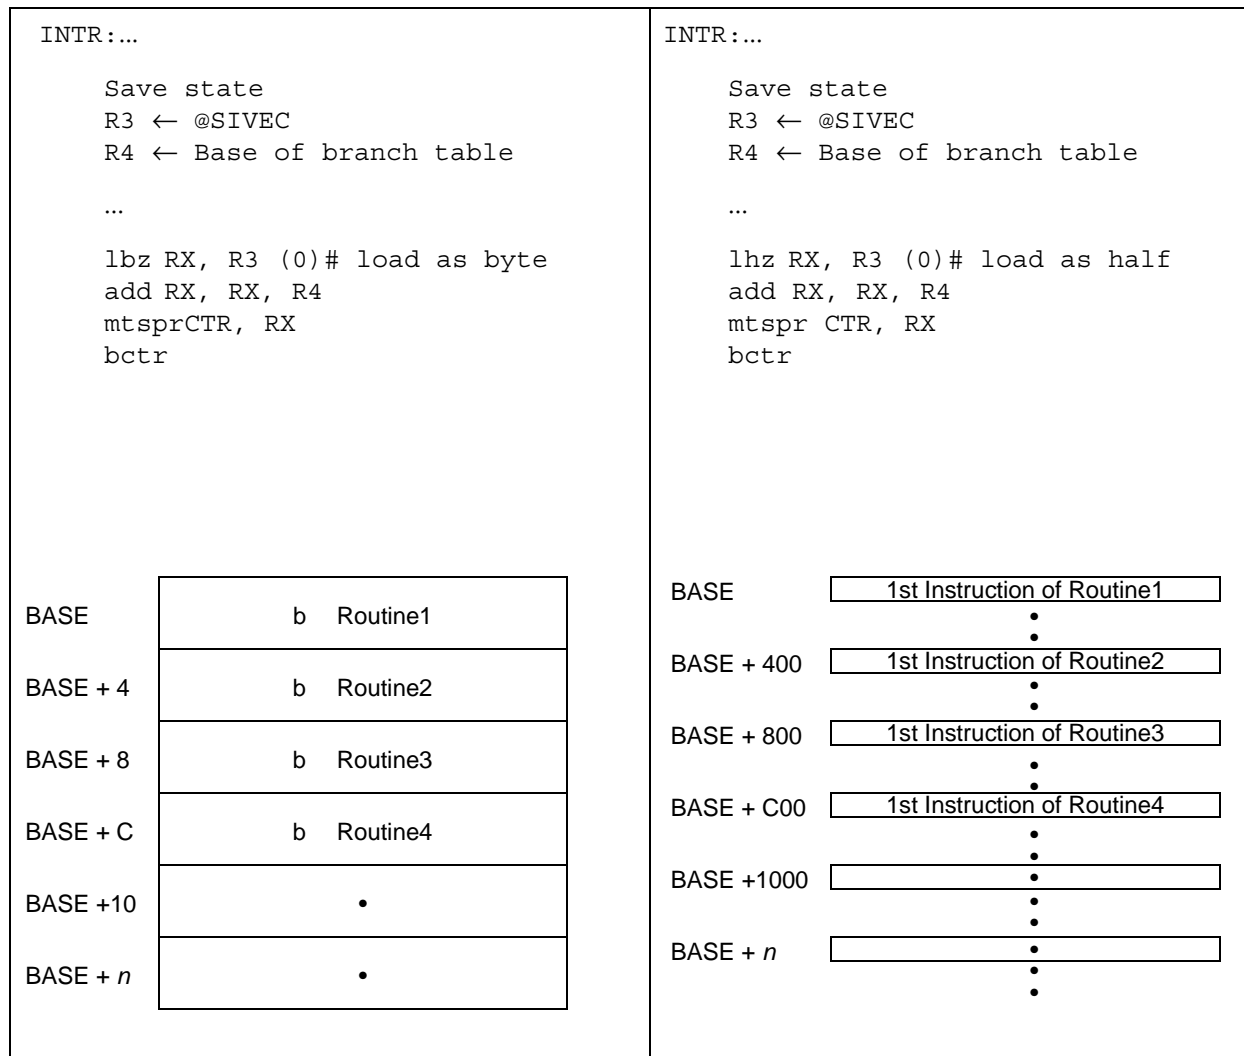 INTR:…
Save state
R3 ← @SIVEC
R4 ← Base of branch table
…
lbz RX, R3 (0)# load as byte
add RX, RX, R4
mtsprCTR, RX
bctr
BASE
b Routine1
BASE + 4
b Routine2
BASE + 8
b Routine3
BASE + C
b Routine4
BASE +10
•
BASE + n
•
INTR:…
Save state
R3 ← @SIVEC
R4 ← Base of branch table
…
lhz RX, R3 (0)# load as half
add RX, RX, R4
mtspr CTR, RX
bctr
BASE
1st Instruction of Routine1
•
•
BASE + 400
1st Instruction of Routine2
•
•
BASE + 800
1st Instruction of Routine3
•
•
BASE + C00
1st Instruction of Routine4
•
•
BASE +1000
•
•
•
BASE + n
•
•
•